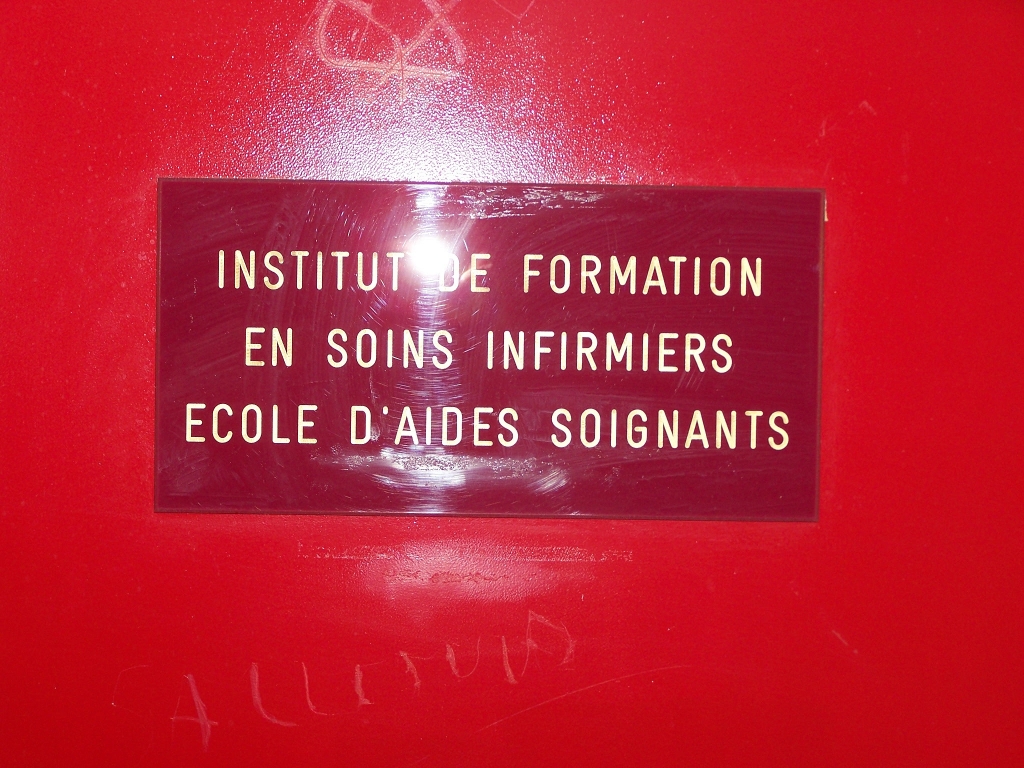 INSTITUT DE FORMATION
EN SOINS INFIRMIERS
ECOLE D'AIDES SOIGNANTS